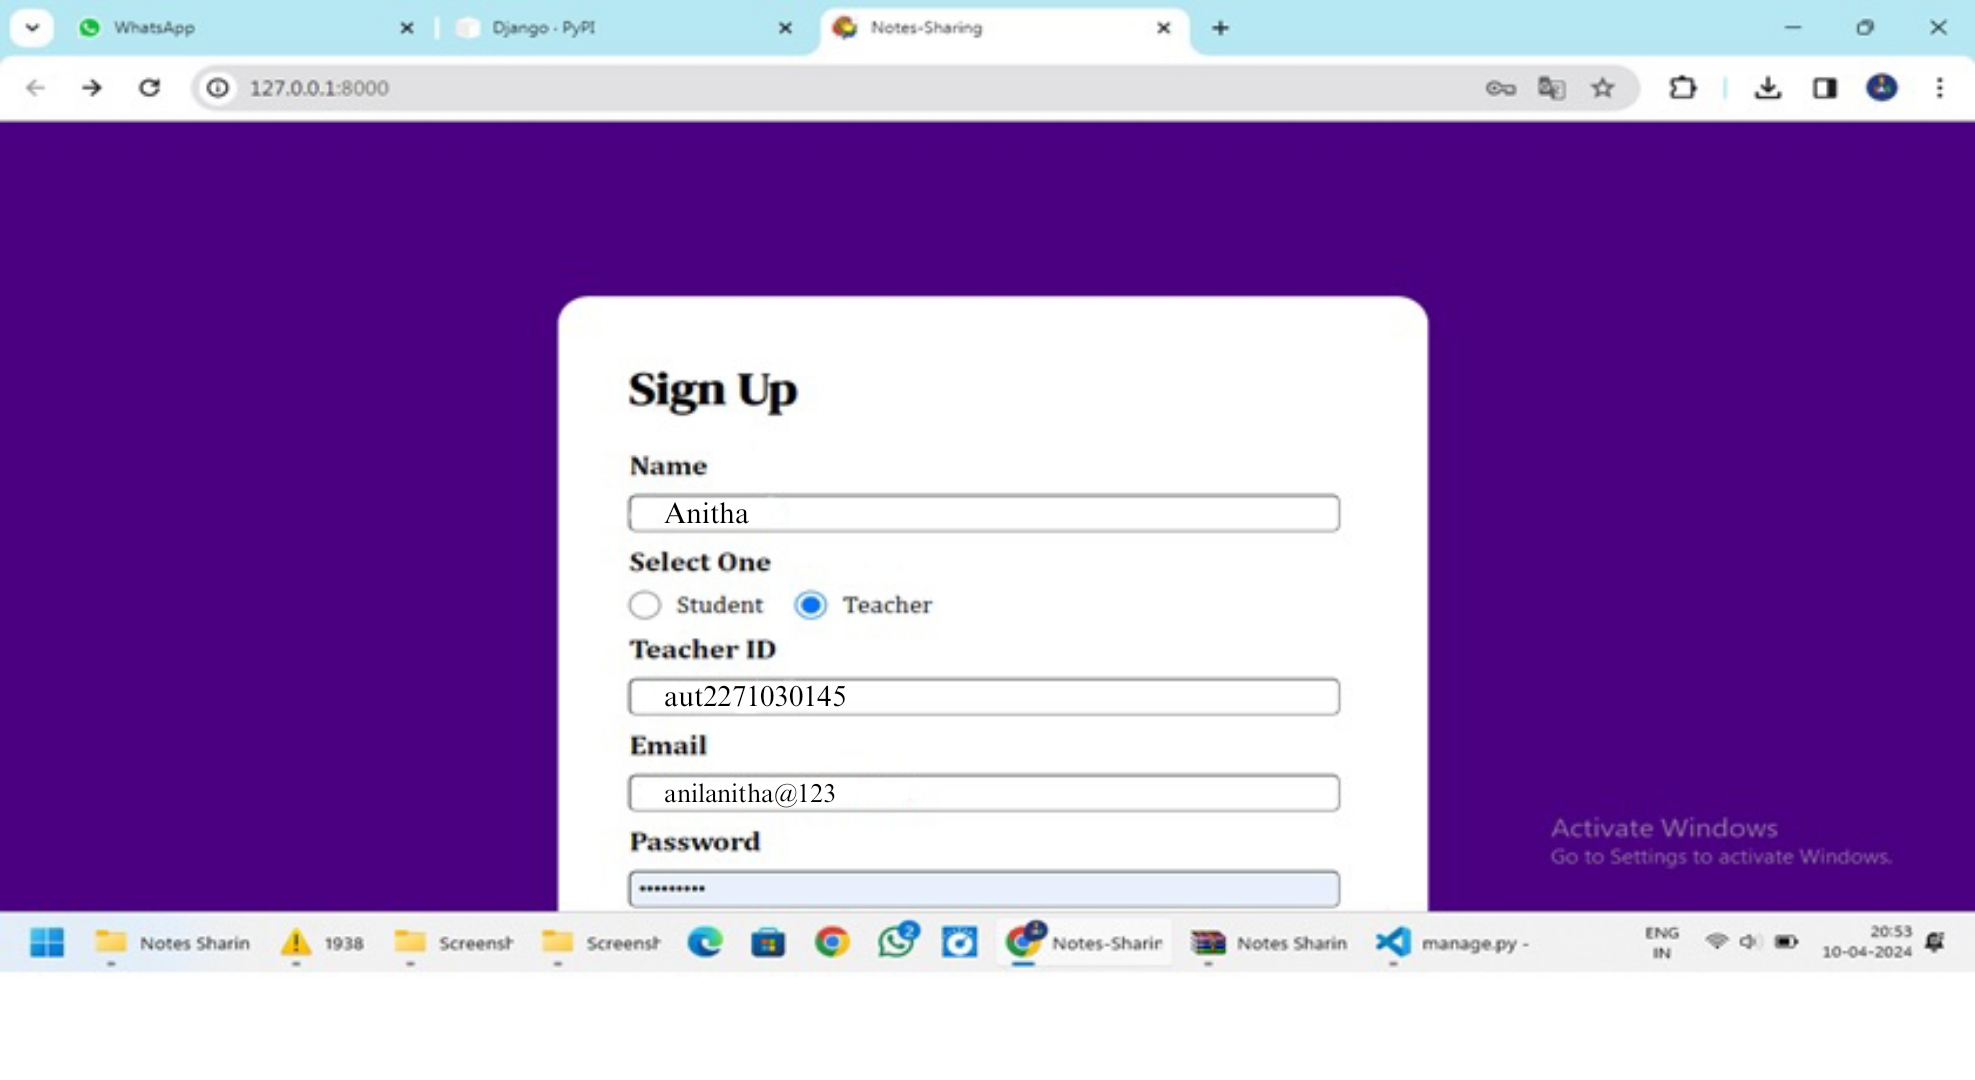 WhatsApp
Django · PyPI
Notes-Sharing
127.0.0.1:8000
Sign Up
Name
Anitha
Select One
Student
Teacher
Teacher ID
aut2271030145
Email
anilanitha@123
Password
•••••••••
Activate Windows
Go to Settings to activate Windows.
Notes Sharin
1938
Screensh
Screensh
2
Notes-Sharin
Notes Sharin
manage.py -
ENG
IN
20:53
10-04-2024